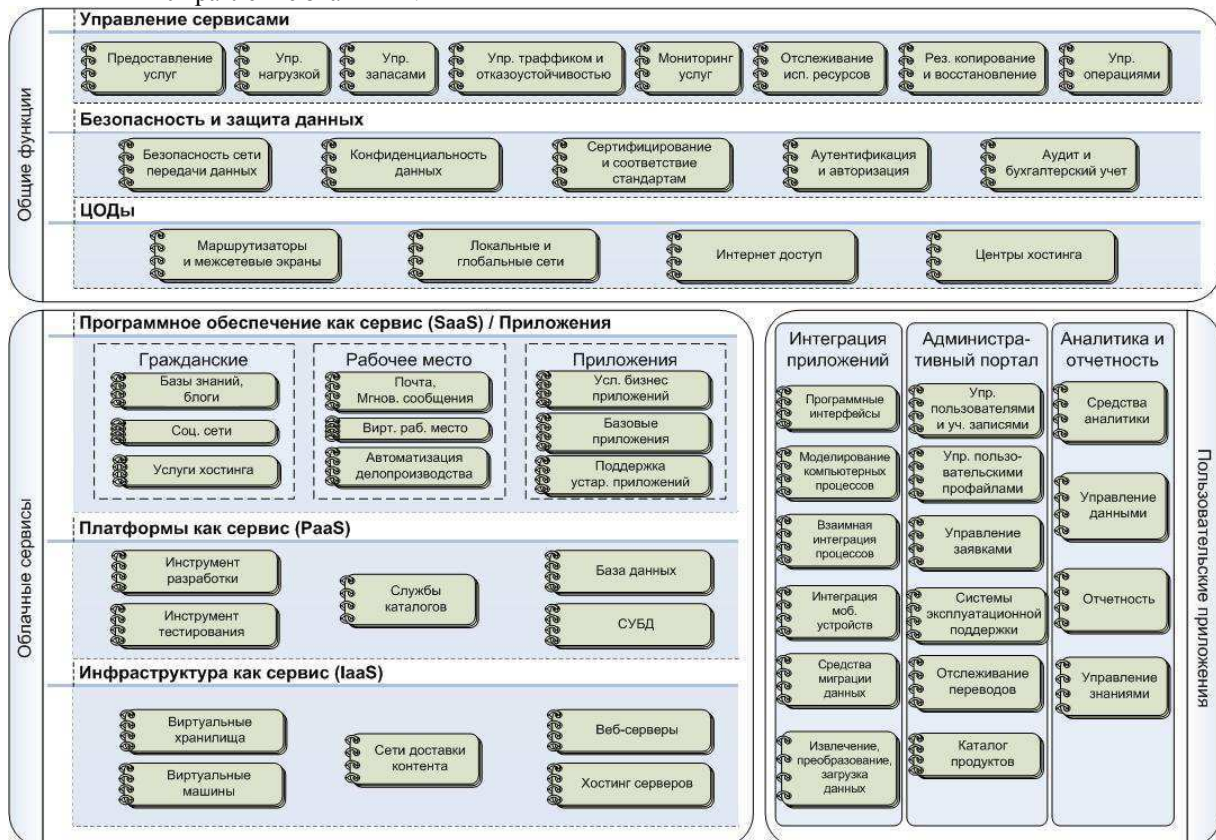 Управление сервисами
Предоставление
услуг
Упр.
нагрузкой
Упр.
запасами
Упр. траффиком и
отказоустойчивостью
Мониторинг
услуг
Отслеживание
исп. ресурсов
Рез. копирование
и восстановление
Упр.
операциями
Безопасность и защита данных
Безопасность сети
передачи данных
Конфиденциальность
данных
Сертифицирование
и соответствие
стандартам
Аутентификация
и авторизация
Аудит и
бухгалтерский учет
ЦОДы
Маршрутизаторы
и межсетевые экраны
Локальные и
глобальные сети
Интернет доступ
Центры хостинга
Общие функции
Программное обеспечение как сервис (SaaS) / Приложения
Гражданские
Базы знаний,
блоги
Соц. сети
Услуги хостинга
Рабочее место
Почта,
Мгнов. сообщения
Вирт. раб. место
Автоматизация
делопроизводства
Приложения
Усл. бизнес
приложений
Базовые
приложения
Поддержка
устар. приложений
Платформы как сервис (PaaS)
Инструмент
разработки
Инструмент
тестирования
Службы
каталогов
База данных
СУБД
Инфраструктура как сервис (IaaS)
Виртуальные
хранилища
Виртуальные
машины
Сети доставки
контента
Веб-серверы
Хостинг серверов
Облачные сервисы
Интеграция
приложений
Программные
интерфейсы
Моделирование
компьютерных
процессов
Взаимная
интеграция
процессов
Интеграция
моб.
устройств
Средства
миграции
данных
Извлечение,
преобразование,
загрузка
данных
Администра-
тивный портал
Упр.
пользователями
и уч. записями
Упр. пользо-
вательскими
профайлами
Управление
заявками
Системы
эксплуатационной
поддержки
Отслеживание
переводов
Каталог
продуктов
Аналитика и
отчетность
Средства
аналитики
Управление
данными
Отчетность
Управление
знаниями
Пользовательские приложения